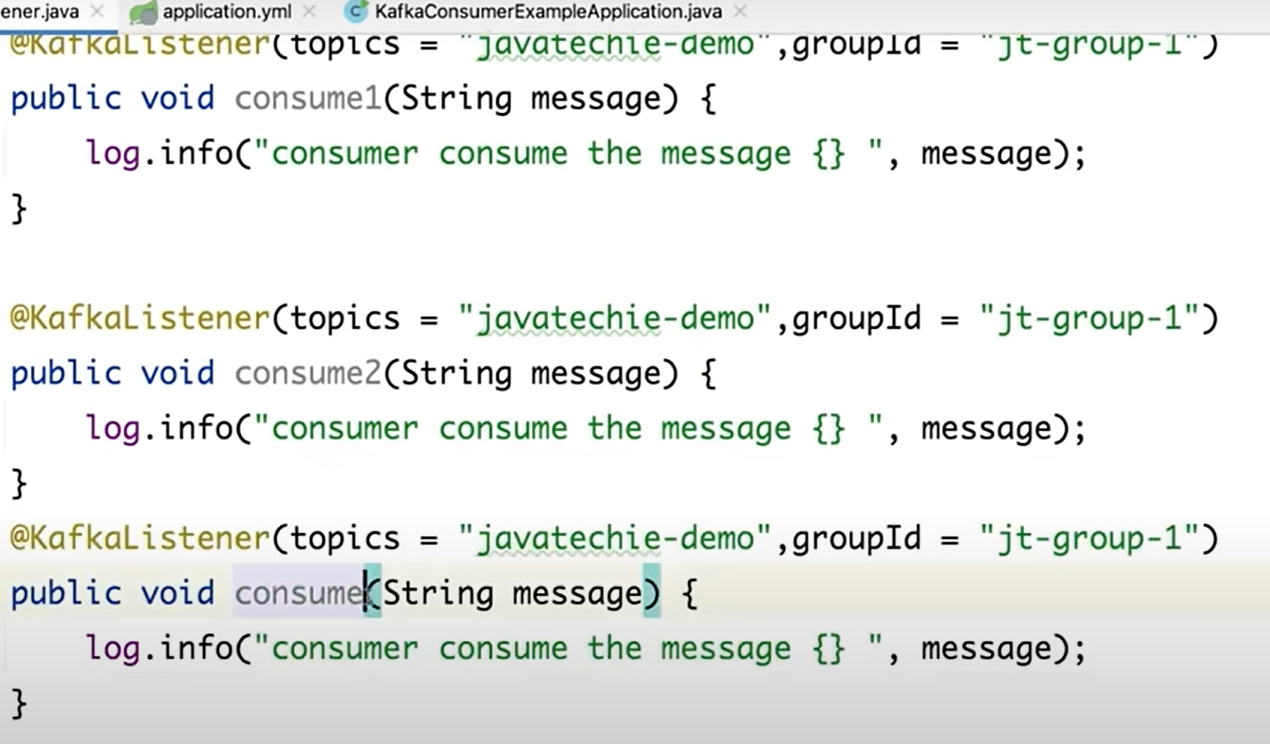 ener.java
application.yml
KafkaConsumerExampleApplication.java
@KafkaListener(topics = "javatechie-demo",groupId = "jt-group-1")
public void consume1(String message) {
log.info("consumer consume the message {} ", message);
}
@KafkaListener(topics = "javatechie-demo",groupId = "jt-group-1")
public void consume2(String message) {
log.info("consumer consume the message {} ", message);
}
@KafkaListener(topics = "javatechie-demo",groupId = "jt-group-1")
public void consume(String message) {
log.info("consumer consume the message {} ", message);
}